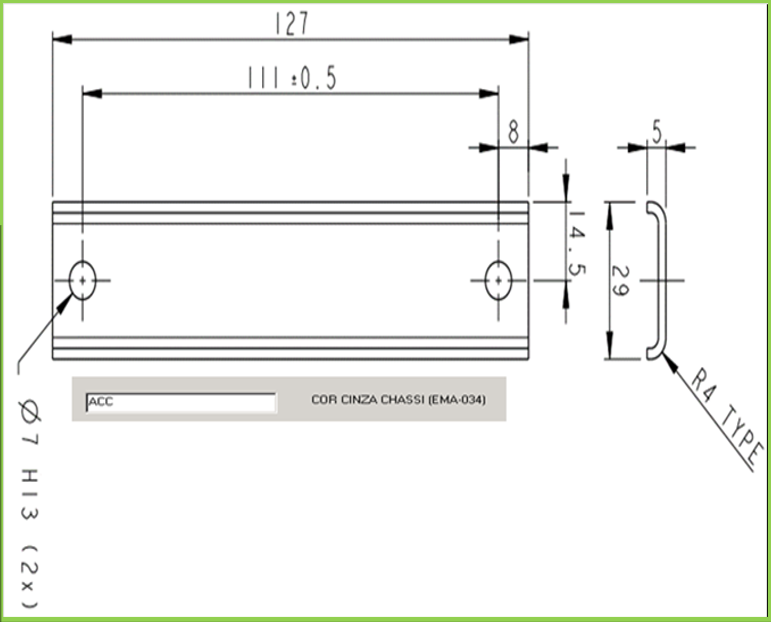 127
111 ±0.5
8
5
14.5
29
R4 TYPE
ACC
COR CINZA CHASSI (EMA-034)
Ø7 H13 (2x)